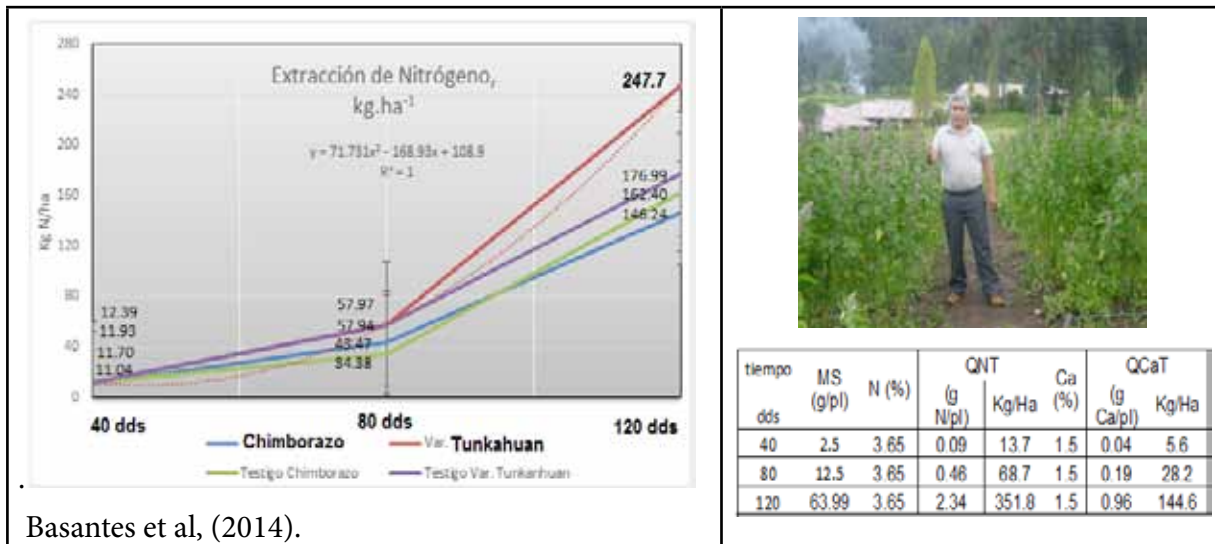 280
240
200
160
120
80
40
0
Kg N/ha
Extracción de Nitrógeno,
kg.ha⁻¹
y = 71.731x² - 168.93x + 108.9
R² = 1
247.7
176.99
162.40
146.24
57.97
57.94
12.39
11.93
11.70
11.04
40 dds 80 dds 120 dds
Chimborazo Var. Tunkahuan
Testigo Chimborazo Testigo Var. Tunkanhuan
.
Basantes et al, (2014).
tiempo dds MS (g/pl) N (%) QNT Ca (%) QCaT
(g N/pl) Kg/Ha (g Ca/pl) Kg/Ha
40 2.5 3.65 0.09 13.7 1.5 0.04 5.6
80 12.5 3.65 0.46 68.7 1.5 0.19 28.2
120 63.99 3.65 2.34 351.8 1.5 0.96 144.6